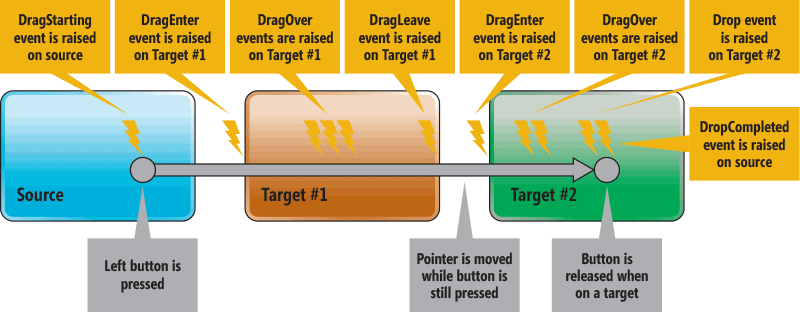 DragStarting
event is raised
on source
DragEnter
event is raised
on Target #1
DragOver
events are raised
on Target #1
DragLeave
event is raised
on Target #1
DragEnter
event is raised
on Target #2
DragOver
events are raised
on Target #2
Drop event
is raised
on Target #2
DropCompleted
event is raised
on source
Source
Target #1
Target #2
Left button is
pressed
Pointer is moved
while button is
still pressed
Button is
released when
on a target